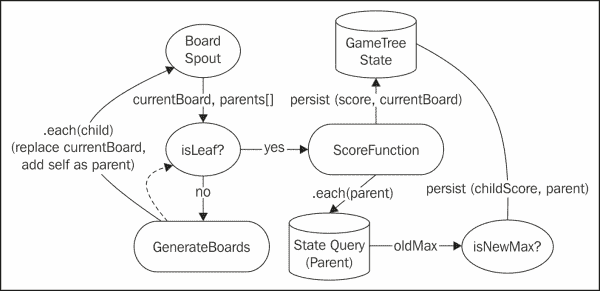 Board
Spout
GameTree
State
currentBoard, parents[]
persist (score, currentBoard)
.each(child)
(replace currentBoard,
add self as parent)
isLeaf?
yes
ScoreFunction
no
.each(parent)
persist (childScore, parent)
GenerateBoards
State Query
(Parent)
oldMax
isNewMax?